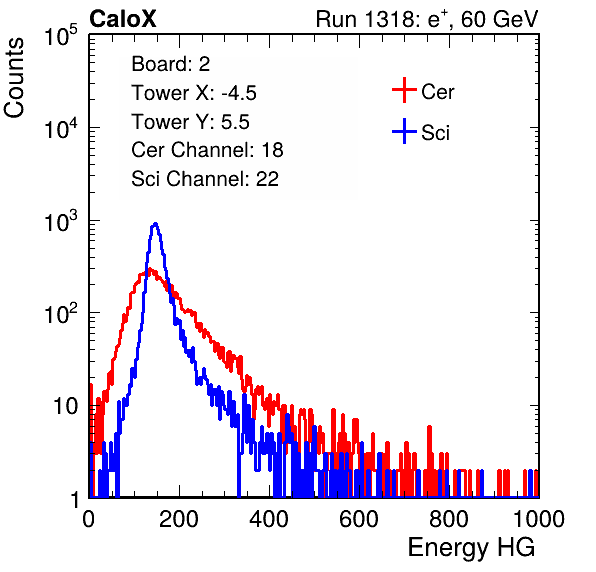 CaloX Run 1318: e⁺, 60 GeV
Counts
Board: 2
Tower X: -4.5
Tower Y: 5.5
Cer Channel: 18
Sci Channel: 22
Cer
Sci
10⁵
10⁴
10³
10²
10
1
0 200 400 600 800 1000
Energy HG